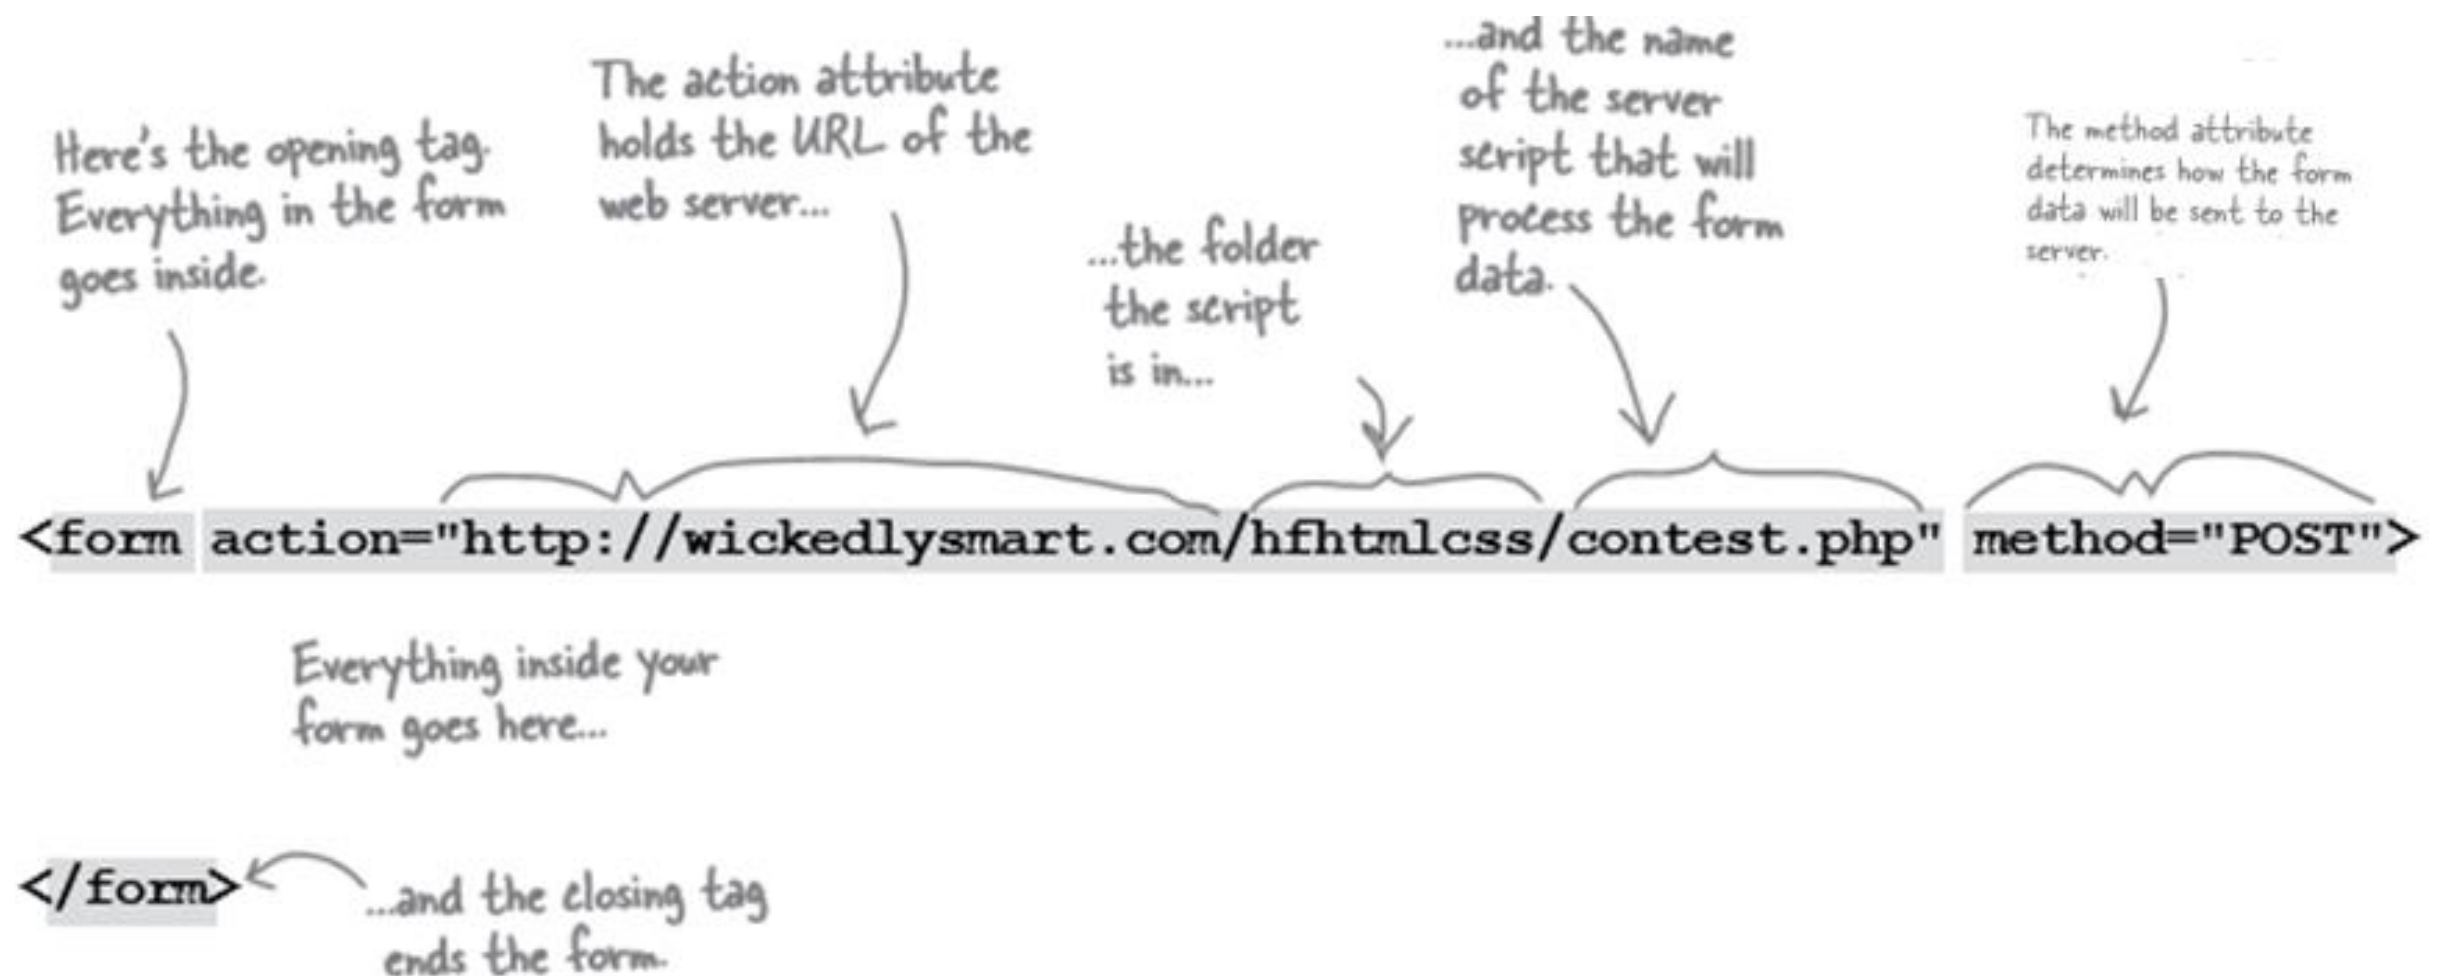 Here's the opening tag.
Everything in the form
goes inside.
The action attribute
holds the URL of the
web server...
...the folder
the script
is in...
...and the name
of the server
script that will
process the form
data.
The method attribute
determines how the form
data will be sent to the
server.
<form action="http://wickedlysmart.com/hfhtmlcss/contest.php" method="POST">
Everything inside your
form goes here...
</form>
...and the closing tag
ends the form.